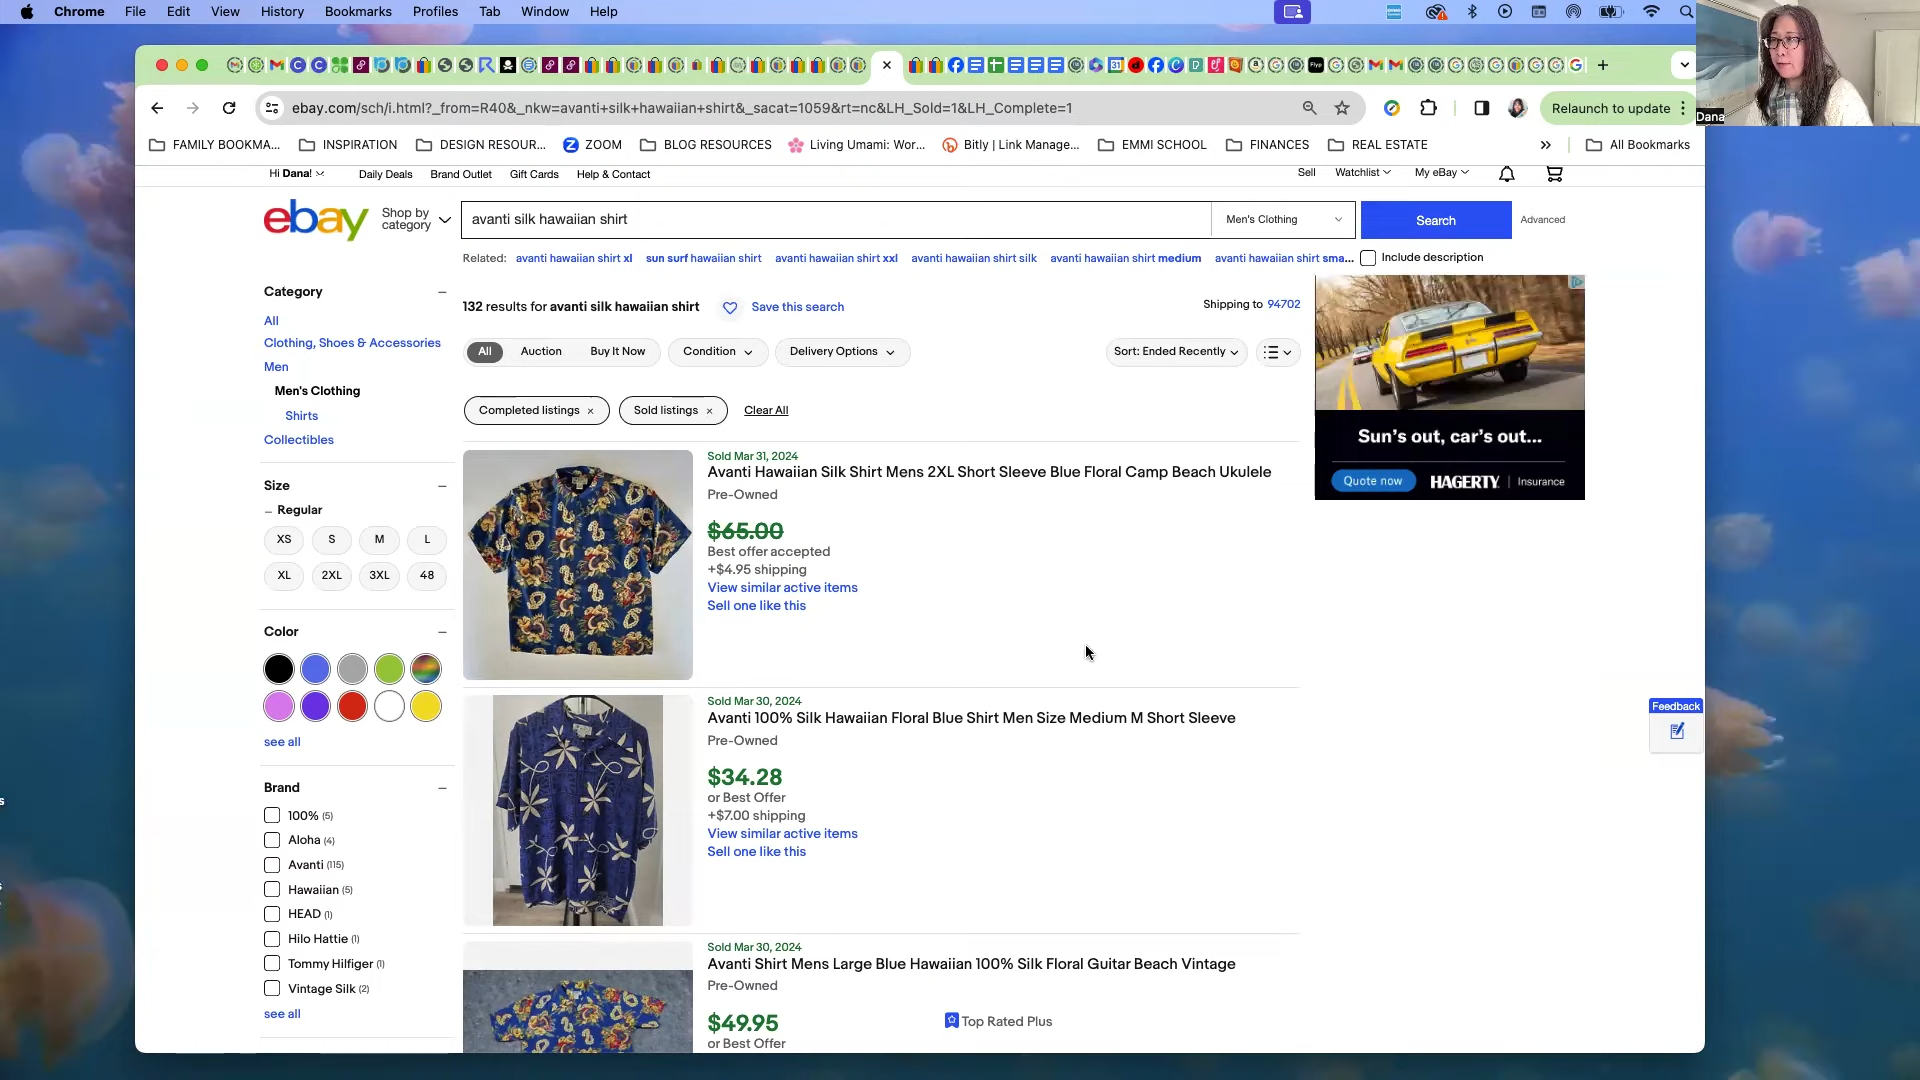 Chrome File Edit View History Bookmarks Profiles Tab Window Help
ebay.com/sch/i.html?_from=R40&_nkw=avanti+silk+hawaiian+shirt&_sacat=1059&rt=nc&LH_Sold=1&LH_Complete=1
Relaunch to update
Dana
FAMILY BOOKMA... INSPIRATION DESIGN RESOUR... ZOOM BLOG RESOURCES Living Umami: Wor... Bitly | Link Manage... EMMI SCHOOL FINANCES REAL ESTATE » All Bookmarks
Hi Dana! Daily Deals Brand Outlet Gift Cards Help & Contact Sell Watchlist My eBay
ebay
Shop by
category
avanti silk hawaiian shirt
Men's Clothing
Search
Advanced
Related: avanti hawaiian shirt xl sun surf hawaiian shirt avanti hawaiian shirt xxl avanti hawaiian shirt silk avanti hawaiian shirt medium avanti hawaiian shirt sma...
Include description
Category
All
Clothing, Shoes & Accessories
Men
Men's Clothing
Shirts
Collectibles
Size
Regular
XS S M L
XL 2XL 3XL 48
Color
see all
Brand
100% (5)
Aloha (4)
Avanti (115)
Hawaiian (5)
HEAD (1)
Hilo Hattie (1)
Tommy Hilfiger (1)
Vintage Silk (2)
see all
132 results for avanti silk hawaiian shirt
Save this search
Shipping to 94702
All Auction Buy It Now Condition Delivery Options
Sort: Ended Recently
Completed listings × Sold listings × Clear All
Sold Mar 31, 2024
Avanti Hawaiian Silk Shirt Mens 2XL Short Sleeve Blue Floral Camp Beach Ukulele
Pre-Owned
$65.00
Best offer accepted
+$4.95 shipping
View similar active items
Sell one like this
Sold Mar 30, 2024
Avanti 100% Silk Hawaiian Floral Blue Shirt Men Size Medium M Short Sleeve
Pre-Owned
$34.28
or Best Offer
+$7.00 shipping
View similar active items
Sell one like this
Sold Mar 30, 2024
Avanti Shirt Mens Large Blue Hawaiian 100% Silk Floral Guitar Beach Vintage
Pre-Owned
$49.95
or Best Offer
Top Rated Plus
Sun's out, car's out...
Quote now
HAGERTY | Insurance
Feedback